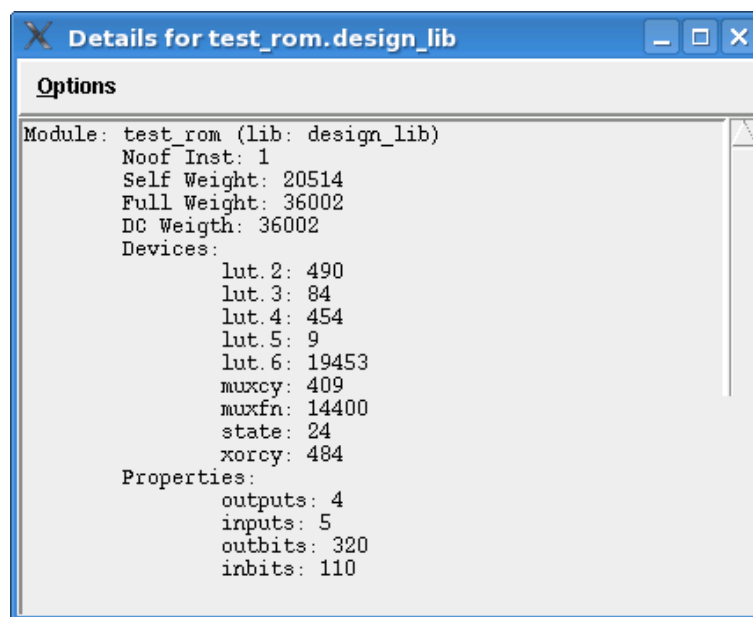 Details for test_rom.design_lib
Options
Module: test_rom (lib: design_lib)
Noof Inst: 1
Self Weight: 20514
Full Weight: 36002
DC Weigth: 36002
Devices:
lut.2: 490
lut.3: 84
lut.4: 454
lut.5: 9
lut.6: 19453
muxcy: 409
muxfn: 14400
state: 24
xorcy: 484
Properties:
outputs: 4
inputs: 5
outbits: 320
inbits: 110